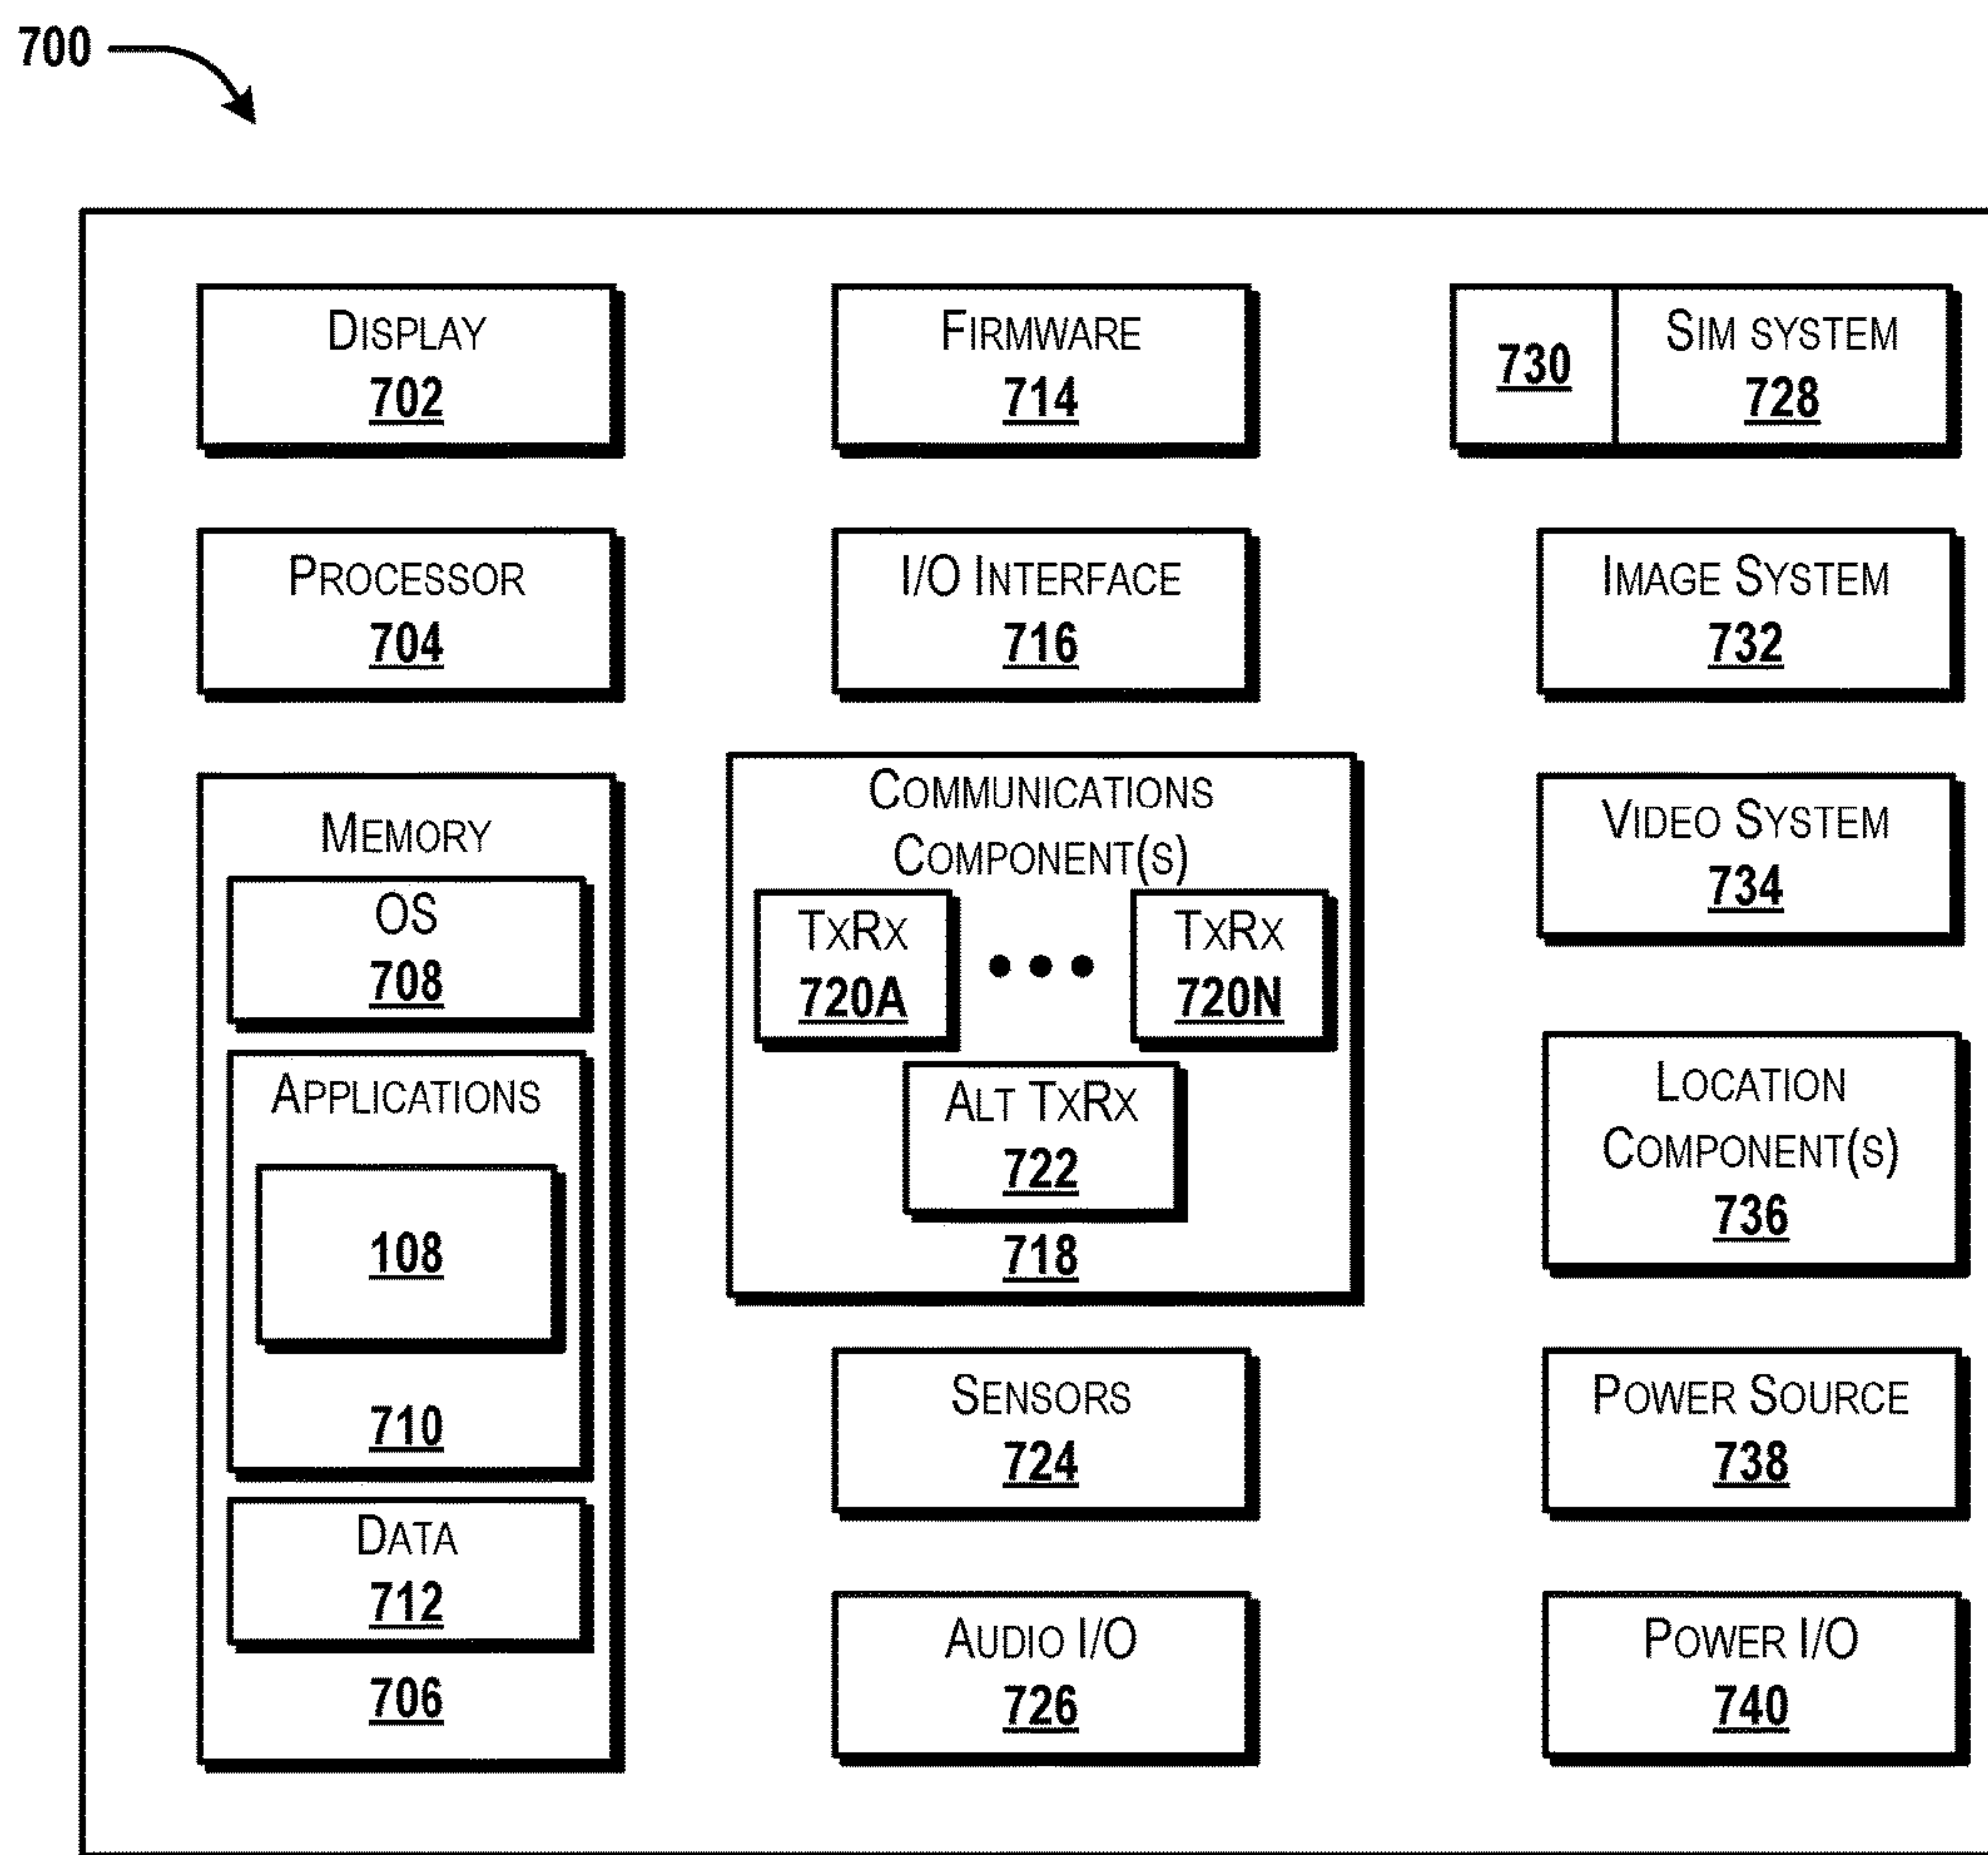 700
DISPLAY
702
PROCESSOR
704
MEMORY
OS
708
APPLICATIONS
108
710
DATA
712
706
FIRMWARE
714
I/O INTERFACE
716
COMMUNICATIONS
COMPONENT(S)
TXRX
720A
TXRX
720N
ALT TXRX
722
718
SENSORS
724
AUDIO I/O
726
730
SIM SYSTEM
728
IMAGE SYSTEM
732
VIDEO SYSTEM
734
LOCATION
COMPONENT(S)
736
POWER SOURCE
738
POWER I/O
740